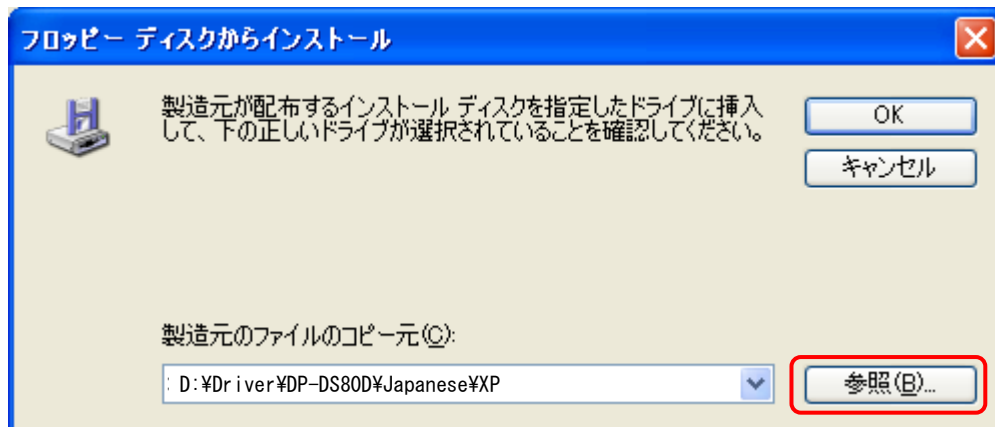 フロッピー ディスクからインストール
製造元が配布するインストール ディスクを指定したドライブに挿入
して、下の正しいドライブが選択されていることを確認してください。
OK
キャンセル
製造元のファイルのコピー元(C):
D:¥Driver¥DP-DS80D¥Japanese¥XP
参照(B)...